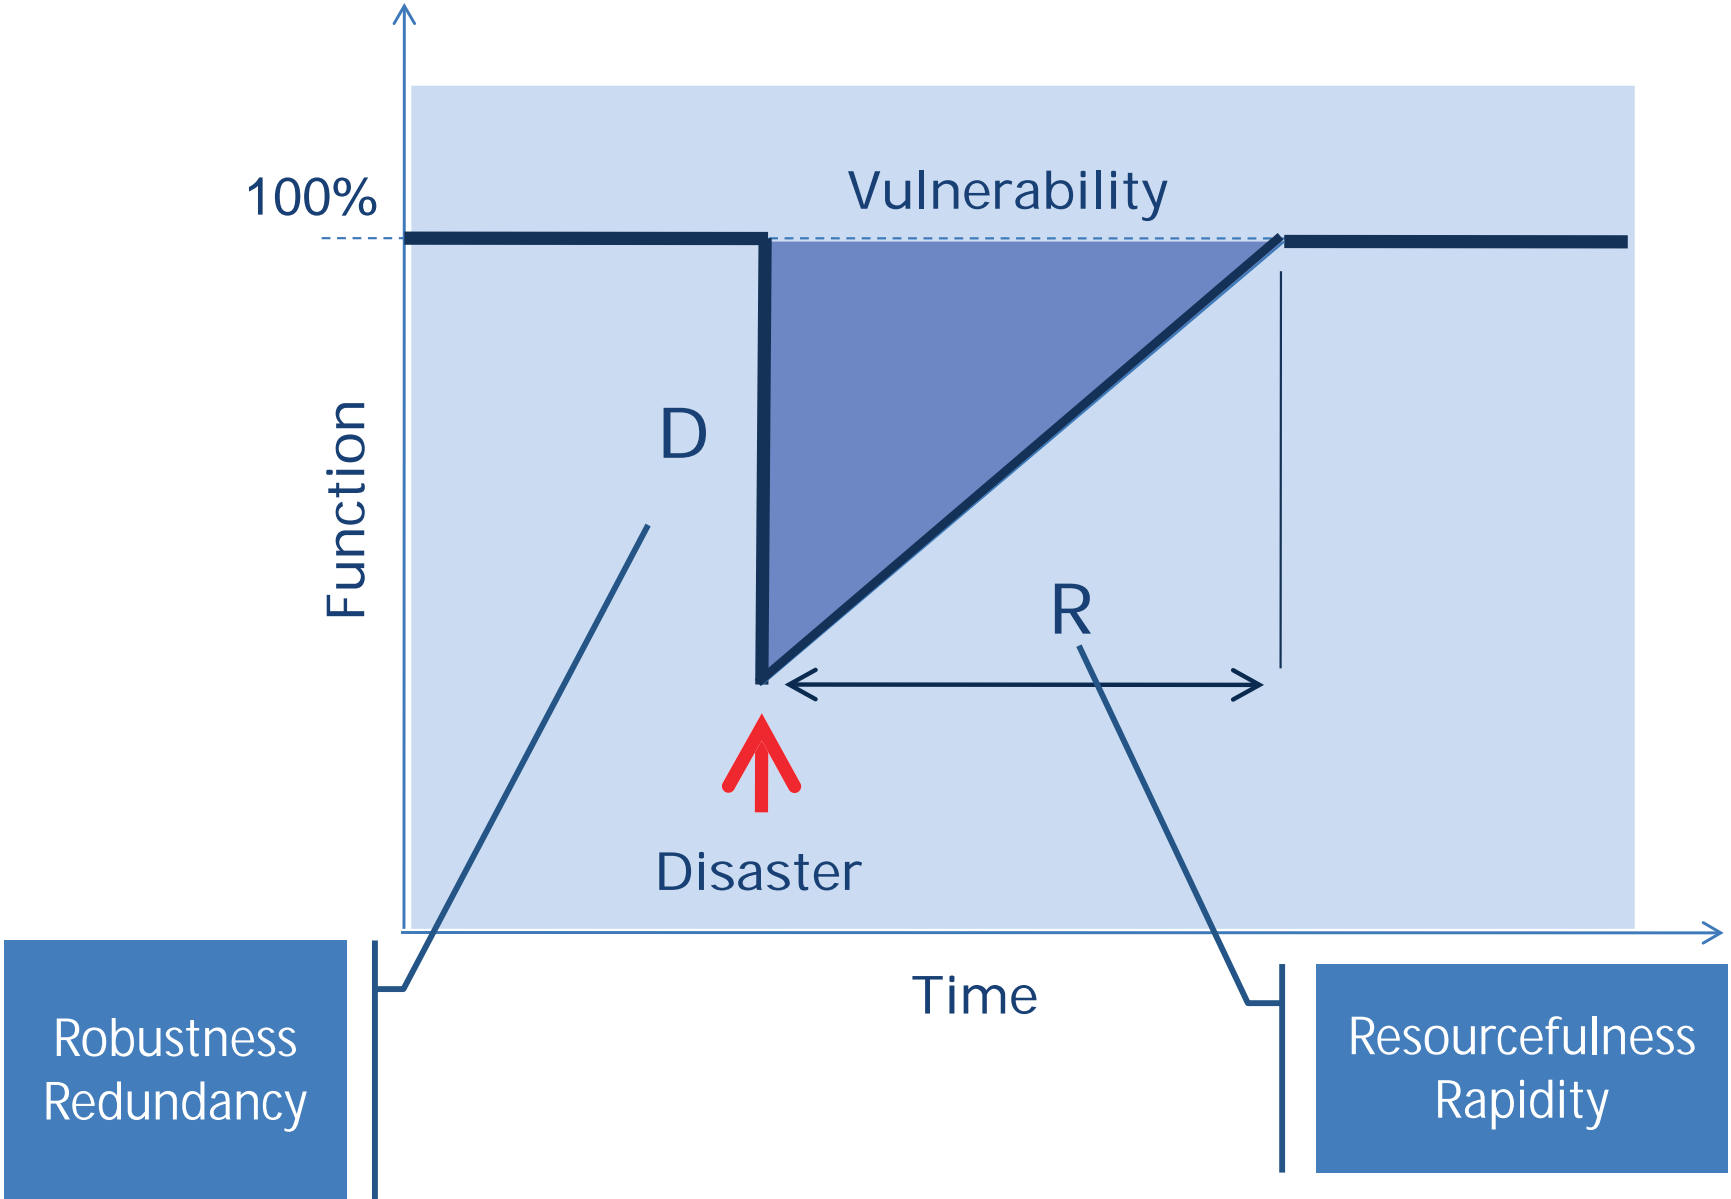 100%
Vulnerability
Function
D
R
Disaster
Time
Robustness
Redundancy
Resourcefulness
Rapidity